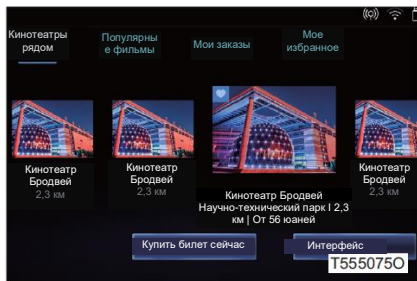 Кинотеатры
рядом
Популярны
е фильмы
Мои заказы
Мое
избранное
Кинотеатр
Бродвей
2,3 км
Кинотеатр
Бродвей
2,3 км
Кинотеатр Бродвей
Научно-технический парк I 2,3
км | От 56 юаней
Кинотеатр
Бродвей
2,3 км
Купить билет сейчас
Интерфейс
T555075O